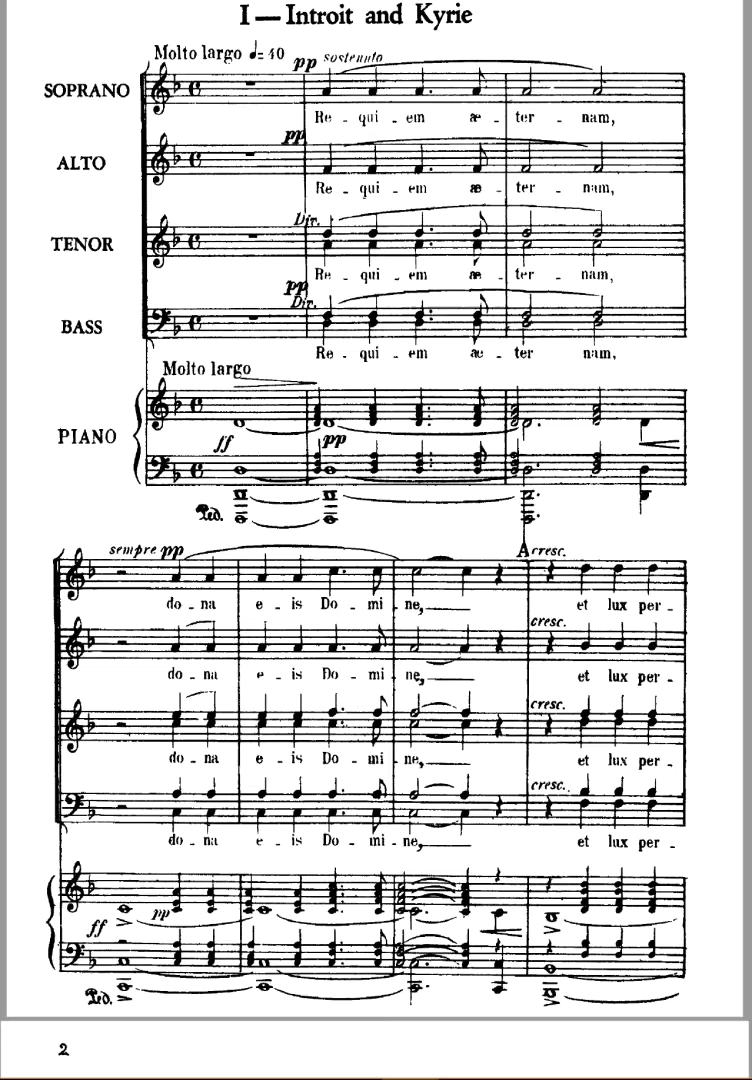 I — Introit and Kyrie
Molto largo ♩= 40
pp sostenuto
SOPRANO
Re - qui - em æ - ter - nam,
pp
ALTO
Re - qui - em æ - ter - nam,
Div.
TENOR
Re - qui - em æ - ter - nam,
pp
Div.
BASS
Re - qui - em æ - ter nam,
Molto largo
PIANO
ff pp
Ped.
sempre pp
A cresc.
do - na e - is Do - mi - ne, et lux per -
cresc.
do - na e - is Do - mi - ne, et lux per -
cresc.
do - na e - is Do - mi - ne, et lux per -
cresc.
do - na e - is Do - mi - ne, et lux per -
ff pp
Ped.
2